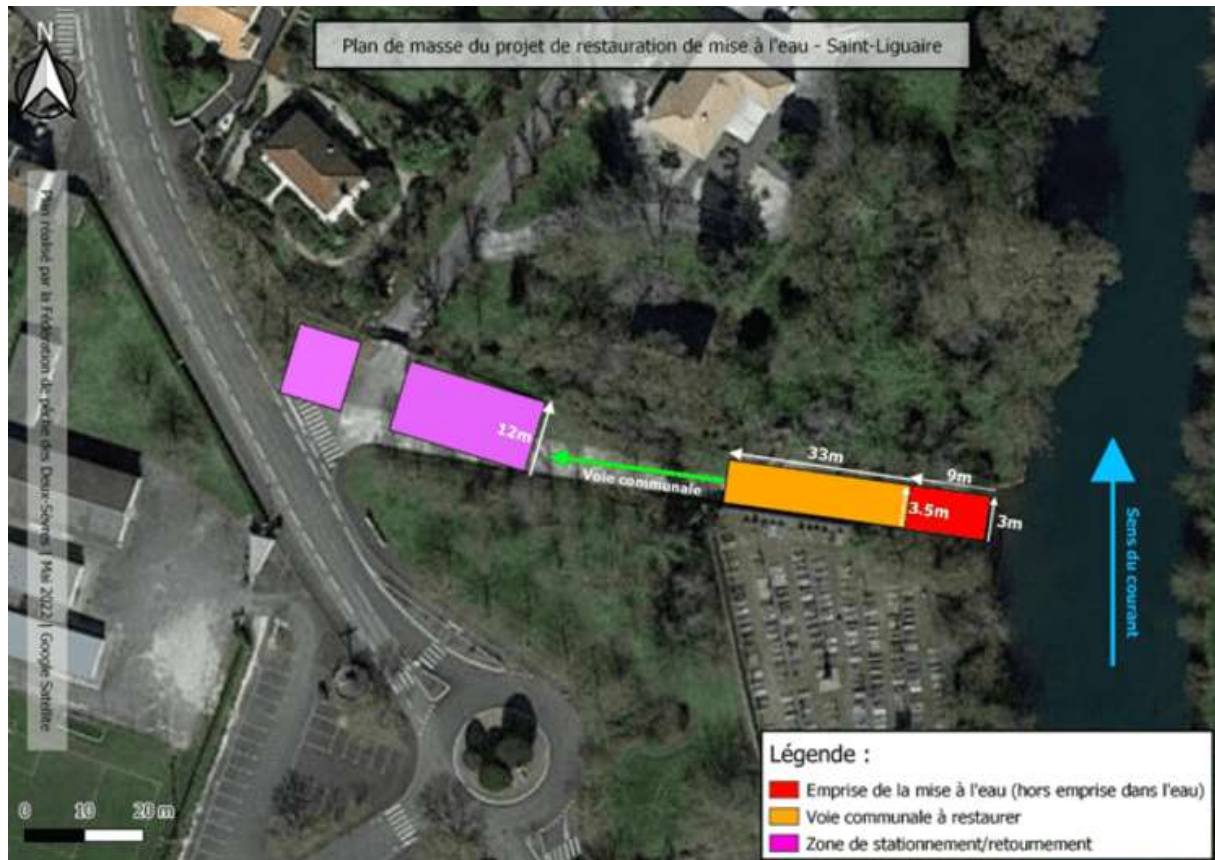 N
Plan de masse du projet de restauration de mise à l'eau - Saint-Liguaire
Plan réalisé par la Fédération de pêche des Deux-Sèvres | Mai 2022 | Google Satellite
12m
Voie communale
33m
9m
3.5m
3m
Sens du courant
0 10 20 m
Légende :
Emprise de la mise à l'eau (hors emprise dans l'eau)
Voie communale à restaurer
Zone de stationnement/retournement